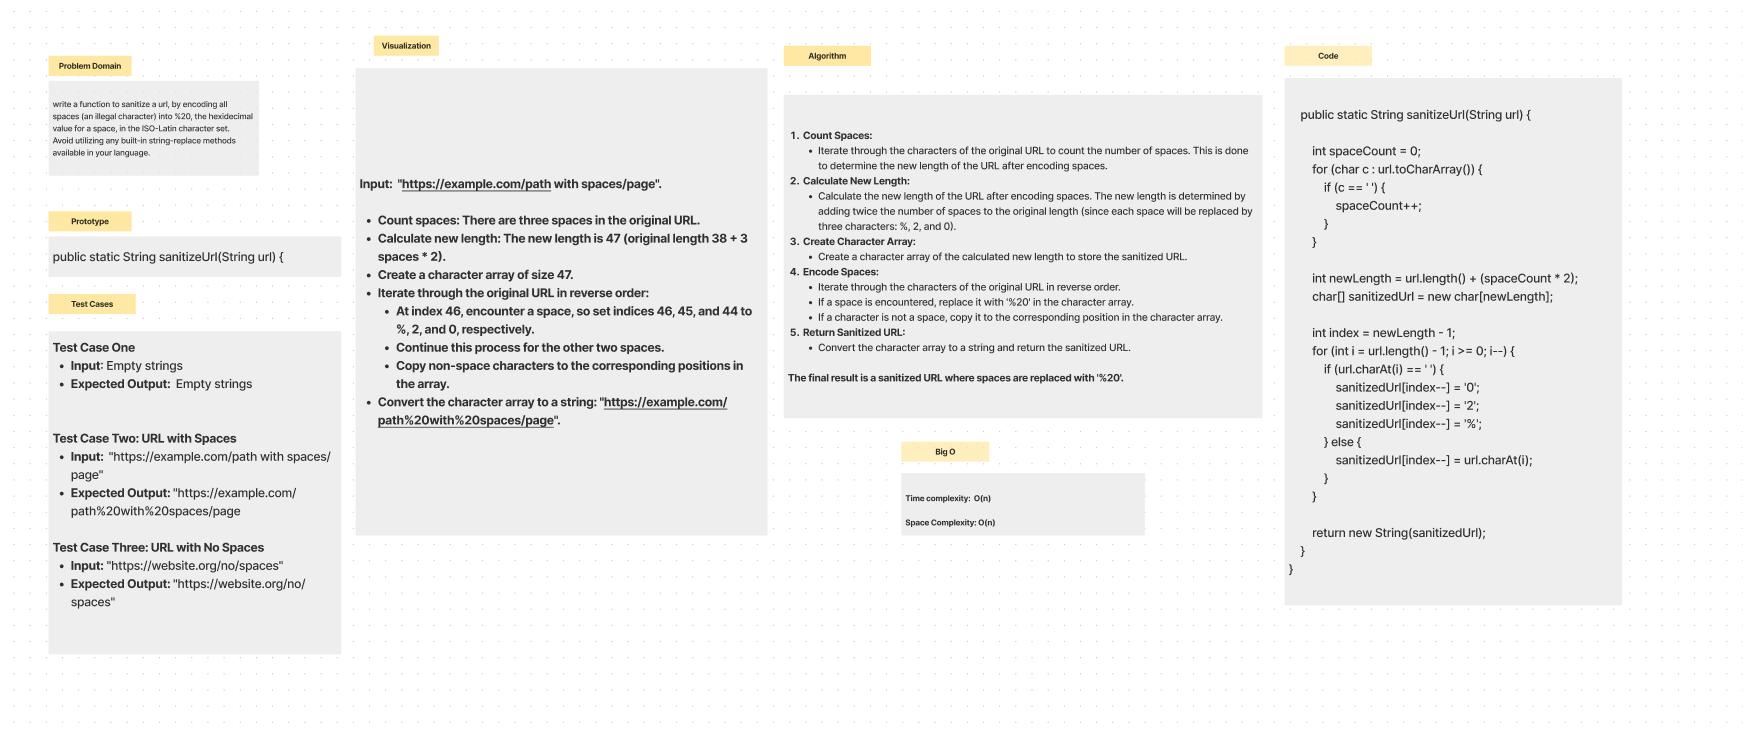 Problem Domain
write a function to sanitize a url, by encoding all
spaces (an illegal character) into %20, the hexidecimal
value for a space, in the ISO-Latin character set.
Avoid utilizing any built-in string-replace methods
available in your language.
Prototype
public static String sanitizeUrl(String url) {
Test Cases
Test Case One
• Input: Empty strings
• Expected Output: Empty strings
Test Case Two: URL with Spaces
• Input: "https://example.com/path with spaces/
page"
• Expected Output: "https://example.com/
path%20with%20spaces/page
Test Case Three: URL with No Spaces
• Input: "https://website.org/no/spaces"
• Expected Output: "https://website.org/no/
spaces"
Visualization
Input: "https://example.com/path with spaces/page".
• Count spaces: There are three spaces in the original URL.
• Calculate new length: The new length is 47 (original length 38 + 3
spaces * 2).
• Create a character array of size 47.
• Iterate through the original URL in reverse order:
• At index 46, encounter a space, so set indices 46, 45, and 44 to
%, 2, and 0, respectively.
• Continue this process for the other two spaces.
• Copy non-space characters to the corresponding positions in
the array.
• Convert the character array to a string: "https://example.com/
path%20with%20spaces/page".
Algorithm
1. Count Spaces:
• Iterate through the characters of the original URL to count the number of spaces. This is done
to determine the new length of the URL after encoding spaces.
2. Calculate New Length:
• Calculate the new length of the URL after encoding spaces. The new length is determined by
adding twice the number of spaces to the original length (since each space will be replaced by
three characters: %, 2, and 0).
3. Create Character Array:
• Create a character array of the calculated new length to store the sanitized URL.
4. Encode Spaces:
• Iterate through the characters of the original URL in reverse order.
• If a space is encountered, replace it with '%20' in the character array.
• If a character is not a space, copy it to the corresponding position in the character array.
5. Return Sanitized URL:
• Convert the character array to a string and return the sanitized URL.
The final result is a sanitized URL where spaces are replaced with '%20'.
Big O
Time complexity: O(n)
Space Complexity: O(n)
Code
public static String sanitizeUrl(String url) {
int spaceCount = 0;
for (char c : url.toCharArray()) {
if (c == ' ') {
spaceCount++;
}
}
int newLength = url.length() + (spaceCount * 2);
char[] sanitizedUrl = new char[newLength];
int index = newLength - 1;
for (int i = url.length() - 1; i >= 0; i--) {
if (url.charAt(i) == ' ') {
sanitizedUrl[index--] = '0';
sanitizedUrl[index--] = '2';
sanitizedUrl[index--] = '%';
} else {
sanitizedUrl[index--] = url.charAt(i);
}
}
return new String(sanitizedUrl);
}
}